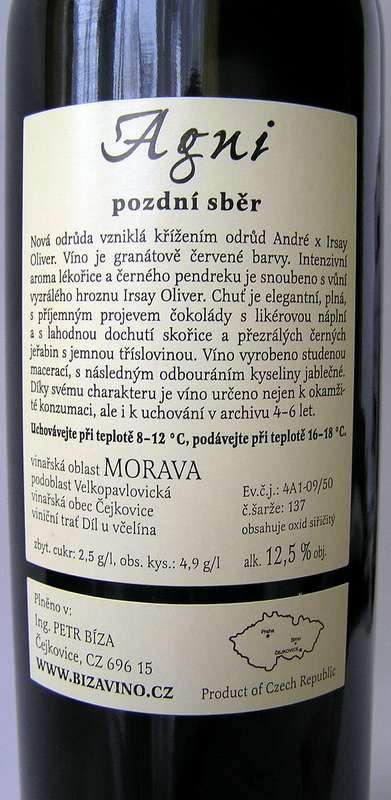 Agni
pozdní sběr
Nová odrůda vzniklá křížením odrůd André x Irsay
Oliver. Víno je granátově červené barvy. Intenzivní
aroma lékořice a černého pendreku je snoubeno s vůní
vyzrálého hroznu Irsay Oliver. Chuť je elegantní, plná,
s příjemným projevem čokolády s likérovou náplní
a s lahodnou dochutí skořice a přezrálých černých
jeřabin s jemnou tříslovinou. Víno vyrobeno studenou
macerací, s následným odbouráním kyseliny jablečné.
Díky svému charakteru je víno určeno nejen k okamži-
té konzumaci, ale i k uchování v archivu 4-6 let.
Uchovávejte při teplotě 8–12 °C, podávejte při teplotě 16–18 °C.
vinařská oblast MORAVA
podoblast Velkopavlovická
vinařská obec Čejkovice
viniční trať Díl u včelína
Ev.č.j.: 4A1-09/50
č.šarže: 137
obsahuje oxid siřičitý
zbyt. cukr: 2,5 g/l, obs. kys.: 4,9 g/l
alk. 12,5 % obj.
Plněno v:
Ing. PETR BÍZA
Čejkovice, CZ 696 15
WWW.BIZAVINO.CZ
Praha
Brno
ČEJKOVICE
Product of Czech Republic